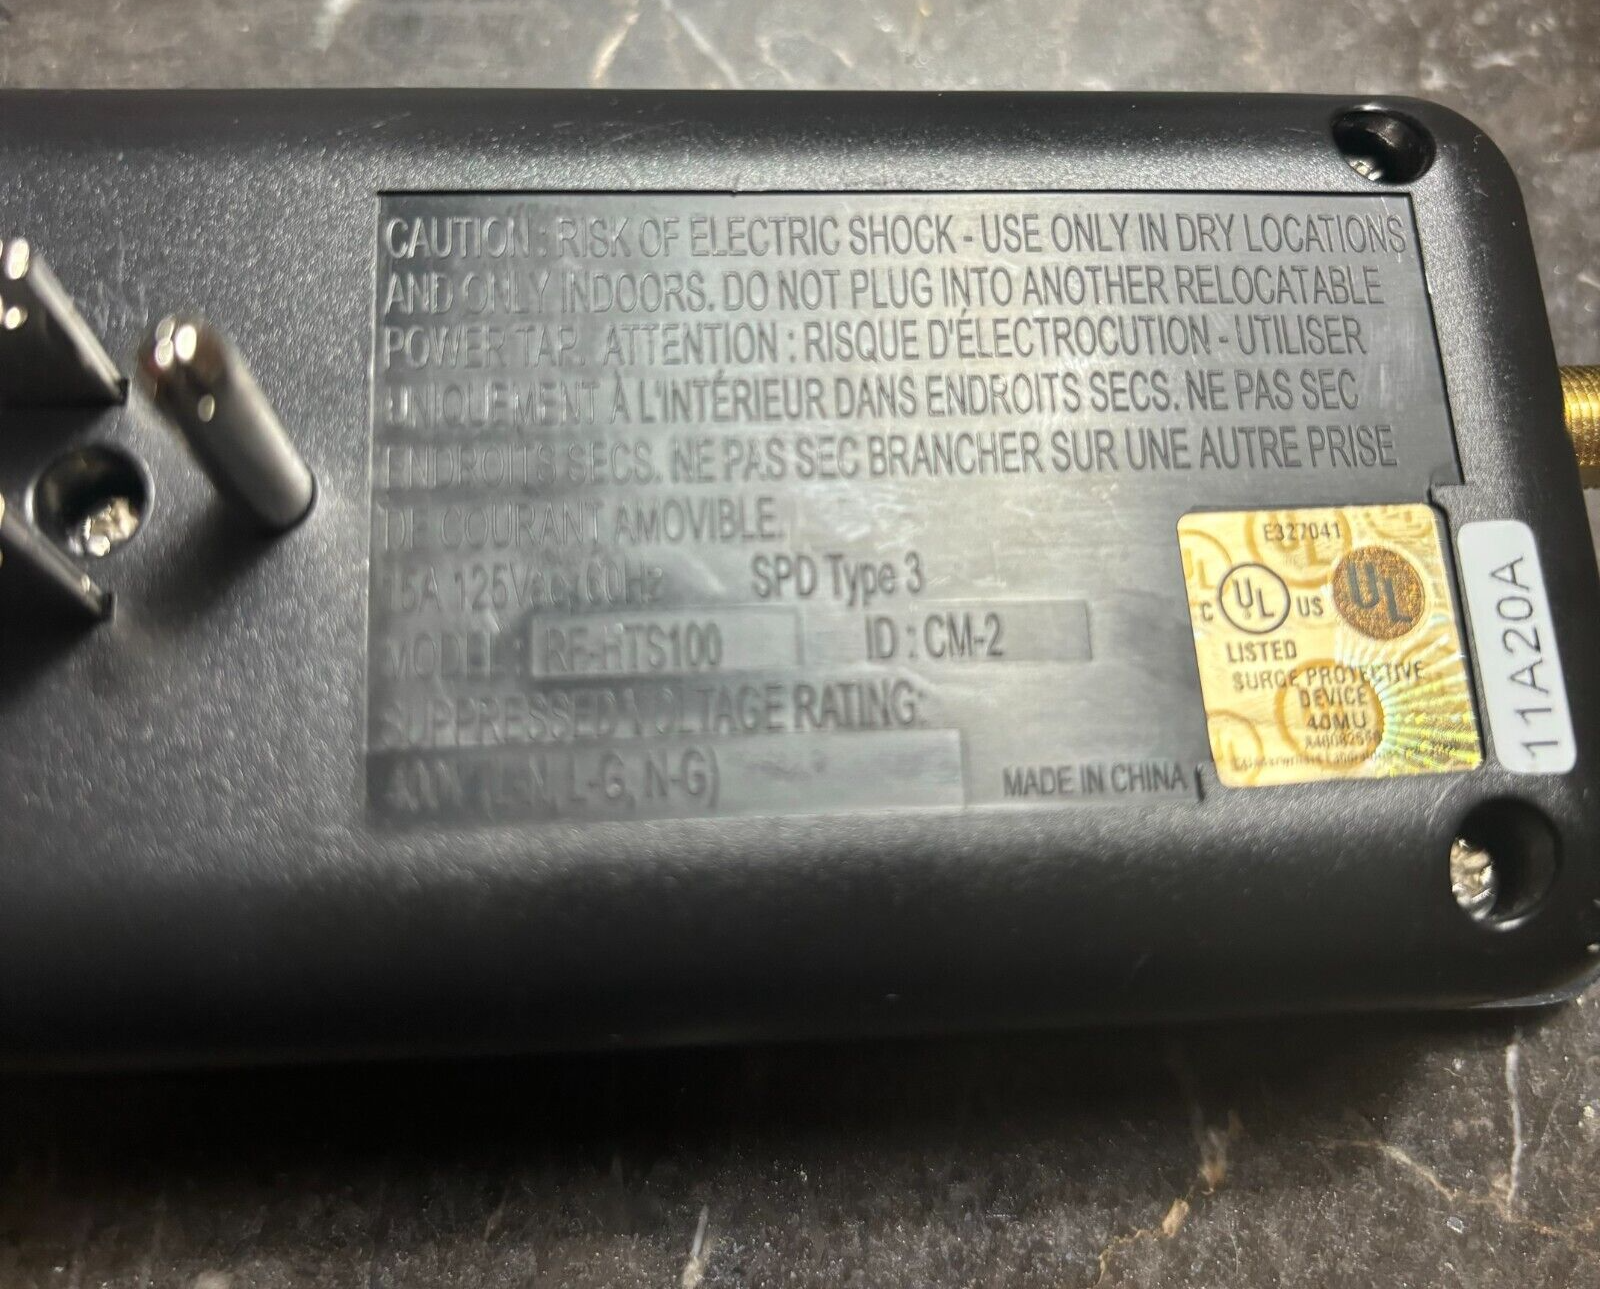 CAUTION : RISK OF ELECTRIC SHOCK - USE ONLY IN DRY LOCATIONS
AND ONLY INDOORS. DO NOT PLUG INTO ANOTHER RELOCATABLE
POWER TAP. ATTENTION : RISQUE D'ÉLECTROCUTION - UTILISER
UNIQUEMENT À L'INTÉRIEUR DANS ENDROITS SECS. NE PAS SEC
ENDROITS SECS. NE PAS SEC BRANCHER SUR UNE AUTRE PRISE
DE COURANT AMOVIBLE.
15A 125Vac, 60Hz SPD Type 3
MODEL : RF-HTS100 ID : CM-2
SUPPRESSED VOLTAGE RATING:
400V (L-N, L-G, N-G)
MADE IN CHINA
E327041
C UL US UL
LISTED
SURGE PROTECTIVE
DEVICE
40MU
11A20A